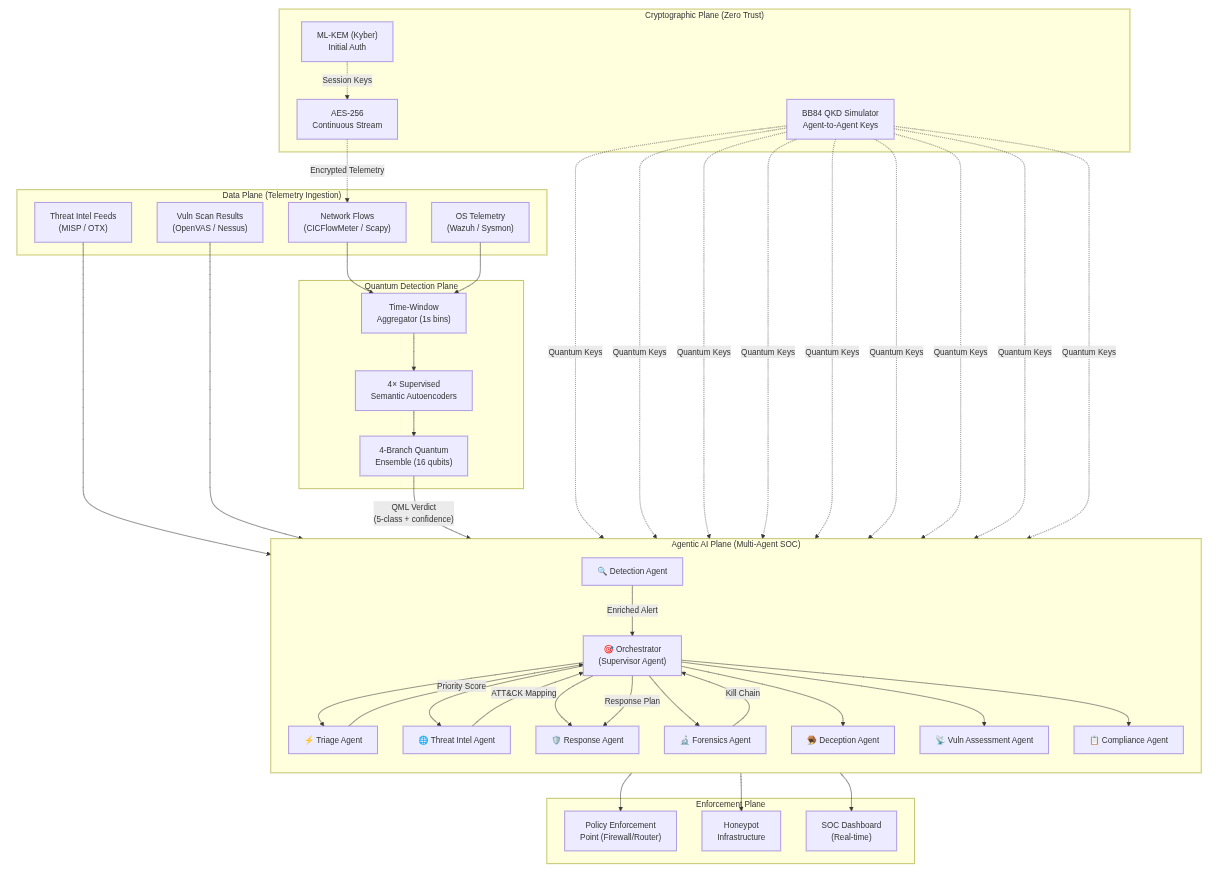 Cryptographic Plane (Zero Trust)
ML-KEM (Kyber)
Initial Auth
Session Keys
AES-256
Continuous Stream
BB84 QKD Simulator
Agent-to-Agent Keys
Encrypted Telemetry
Data Plane (Telemetry Ingestion)
Threat Intel Feeds
(MISP / OTX)
Vuln Scan Results
(OpenVAS / Nessus)
Network Flows
(CICFlowMeter / Scapy)
OS Telemetry
(Wazuh / Sysmon)
Quantum Detection Plane
Time-Window
Aggregator (1s bins)
4× Supervised
Semantic Autoencoders
4-Branch Quantum
Ensemble (16 qubits)
Quantum Keys
Quantum Keys
Quantum Keys
Quantum Keys
Quantum Keys
Quantum Keys
Quantum Keys
Quantum Keys
Quantum Keys
QML Verdict
(5-class + confidence)
Agentic AI Plane (Multi-Agent SOC)
🔍 Detection Agent
Enriched Alert
🎯 Orchestrator
(Supervisor Agent)
Priority Score
ATT&CK Mapping
Response Plan
Kill Chain
⚡ Triage Agent
🌐 Threat Intel Agent
🛡️ Response Agent
🔬 Forensics Agent
🪤 Deception Agent
📡 Vuln Assessment Agent
📋 Compliance Agent
Enforcement Plane
Policy Enforcement
Point (Firewall/Router)
Honeypot
Infrastructure
SOC Dashboard
(Real-time)